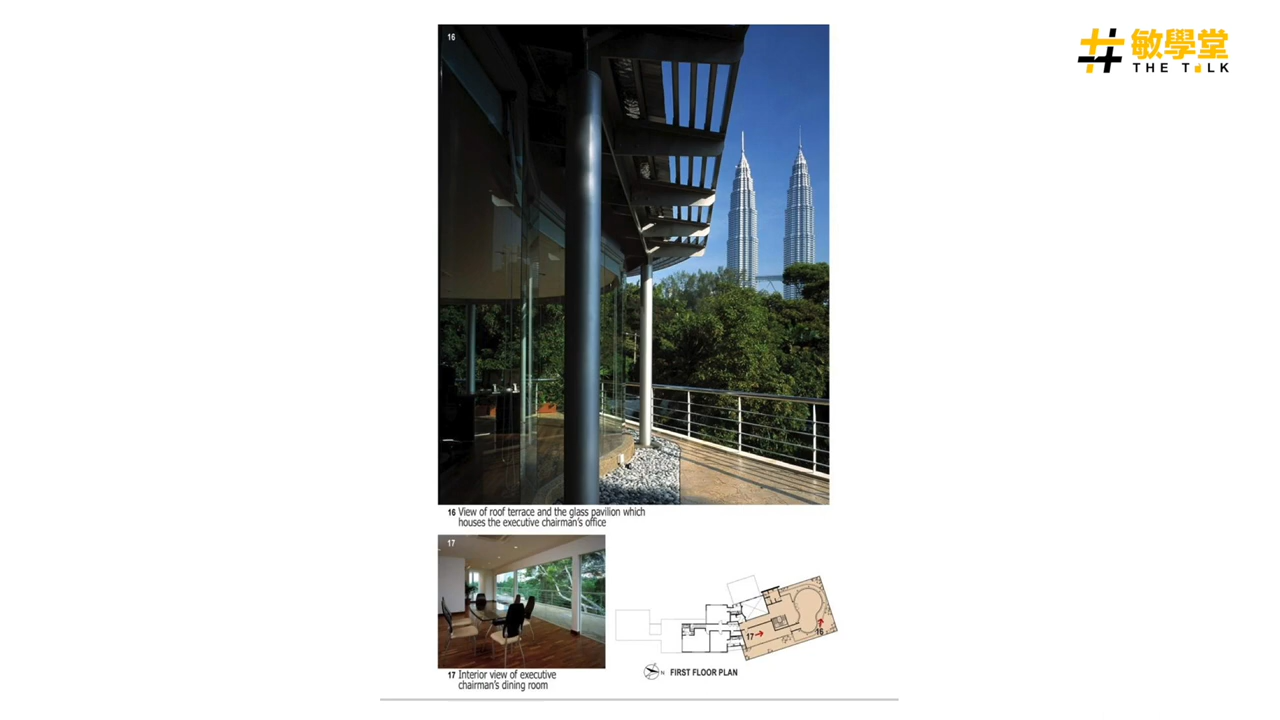 敏學堂
THE TALK
16
16 View of roof terrace and the glass pavilion which
houses the executive chairman's office
17
17 Interior view of executive
chairman's dining room
17
16
N
FIRST FLOOR PLAN